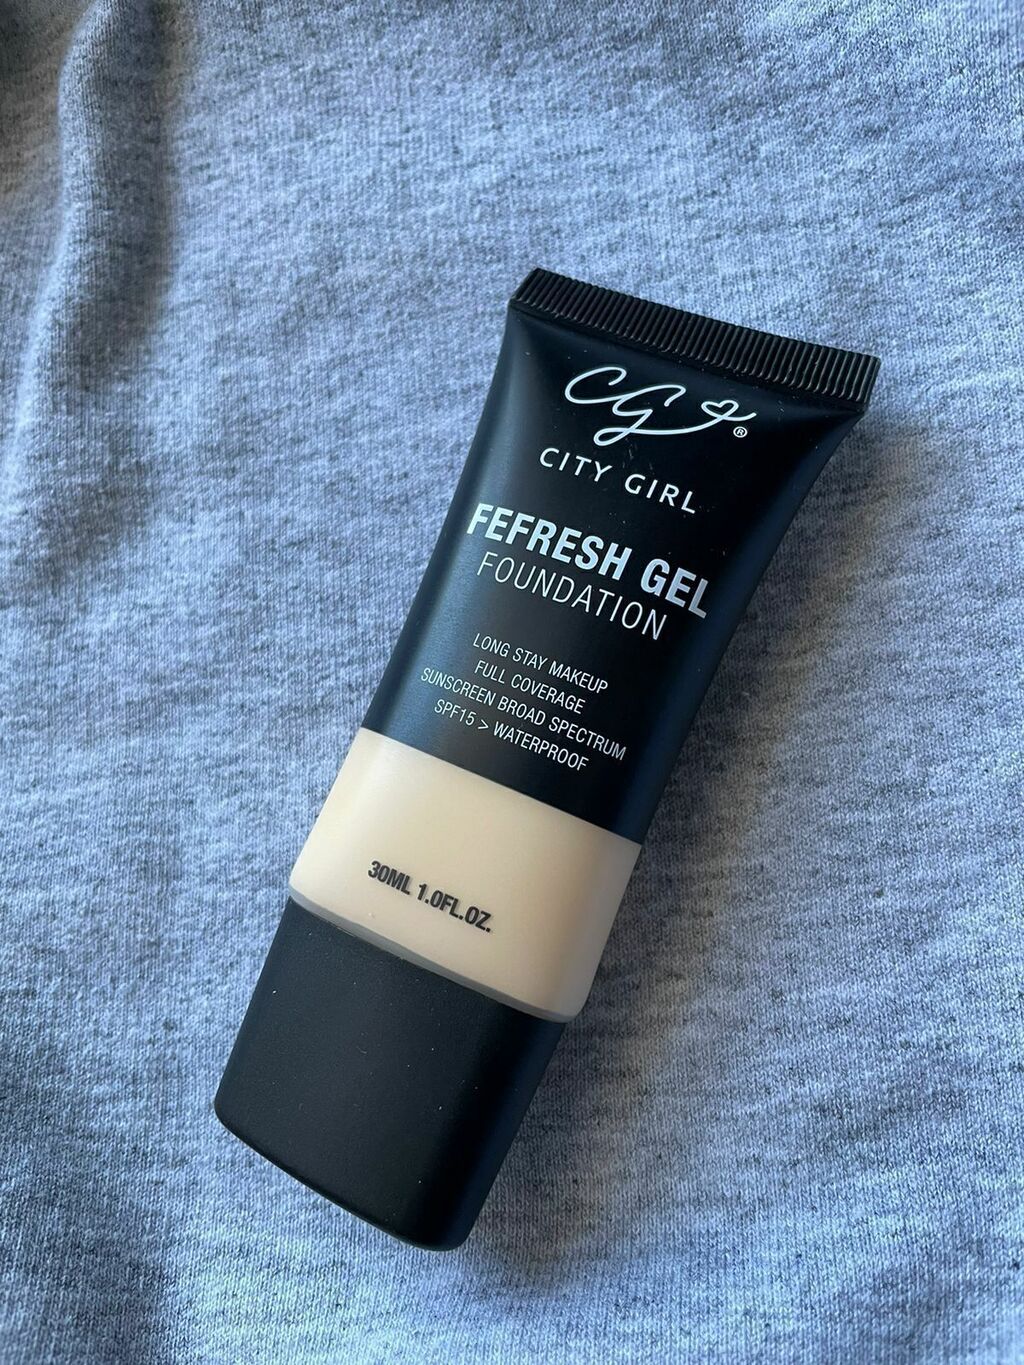 CG ®
CITY GIRL
FEFRESH GEL
FOUNDATION
LONG STAY MAKEUP
FULL COVERAGE
SUNSCREEN BROAD SPECTRUM
SPF15 > WATERPROOF
30ML 1.0FL.OZ.